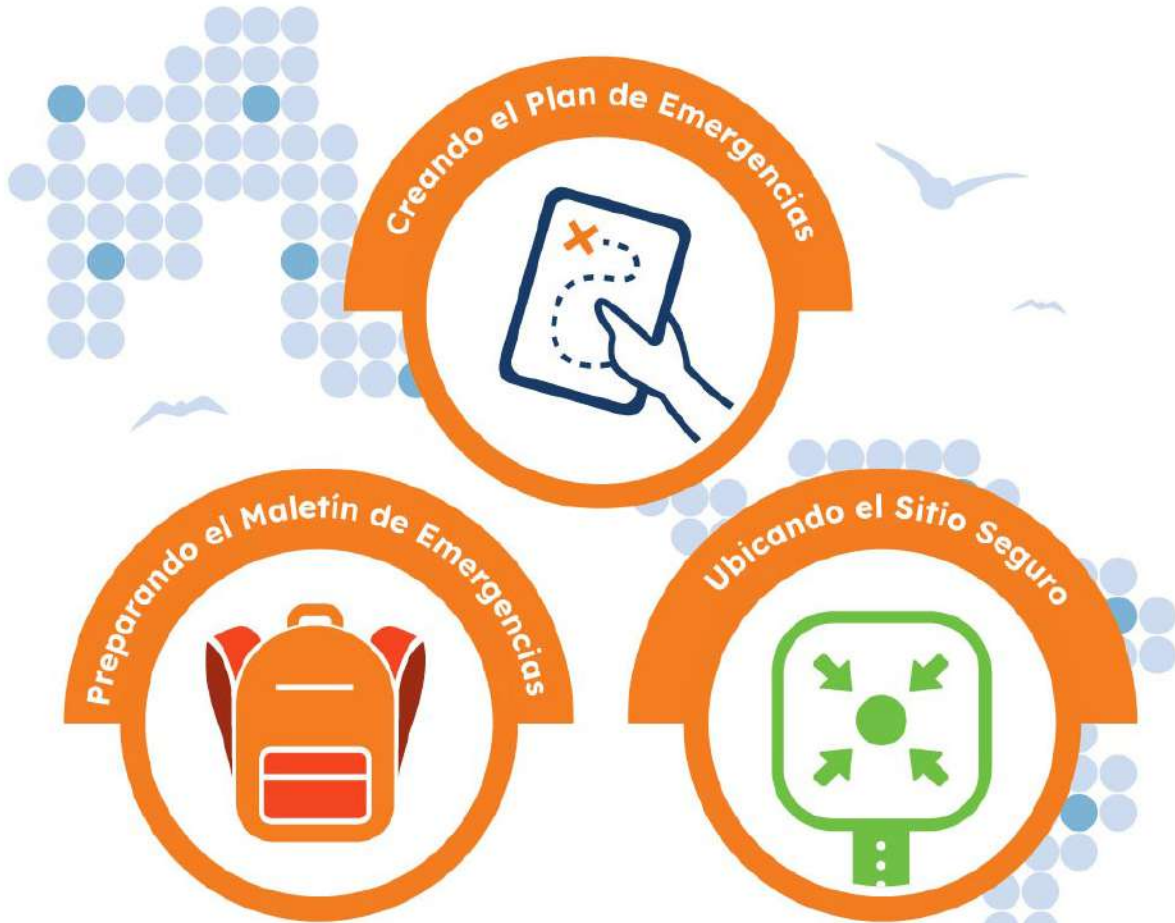 Creando el Plan de Emergencias
Preparando el Maletín de Emergencias
Ubicando el Sitio Seguro